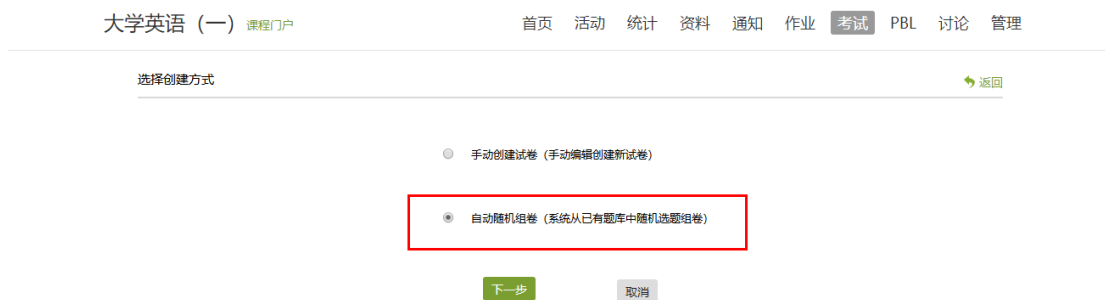 大学英语（一） 课程门户 首页 活动 统计 资料 通知 作业 考试 PBL 讨论 管理
选择创建方式 返回
手动创建试卷（手动编辑创建新试卷）
自动随机组卷（系统从已有题库中随机选题组卷）
下一步 取消